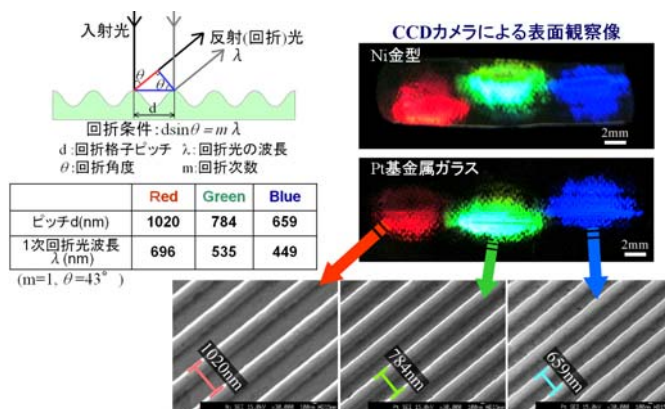 入射光
反射(回折)光
λ
θ
θ
d
回折条件:dsinθ=mλ
d:回折格子ピッチ λ:回折光の波長
θ:回折角度 m:回折次数
Red Green Blue
ピッチd(nm) 1020 784 659
1次回折光波長
λ(nm) 696 535 449
(m=1, θ=43°)
CCDカメラによる表面観察像
Ni金型
2mm
Pt基金属ガラス
2mm
1020nm
784nm
659nm